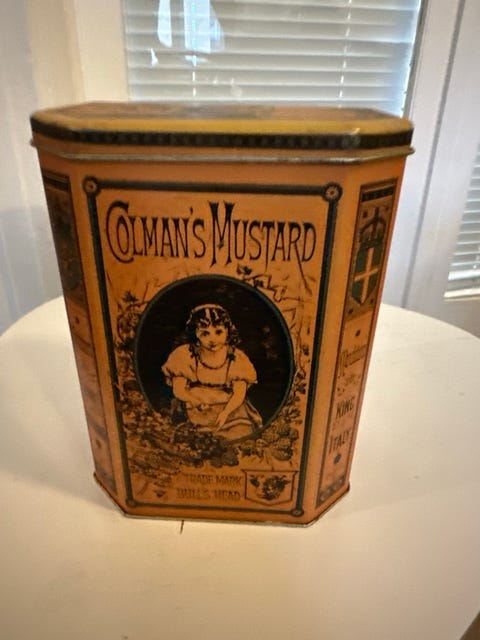 COLMAN'S MUSTARD
TRADE MARK
BULL'S HEAD
KING
ITALY